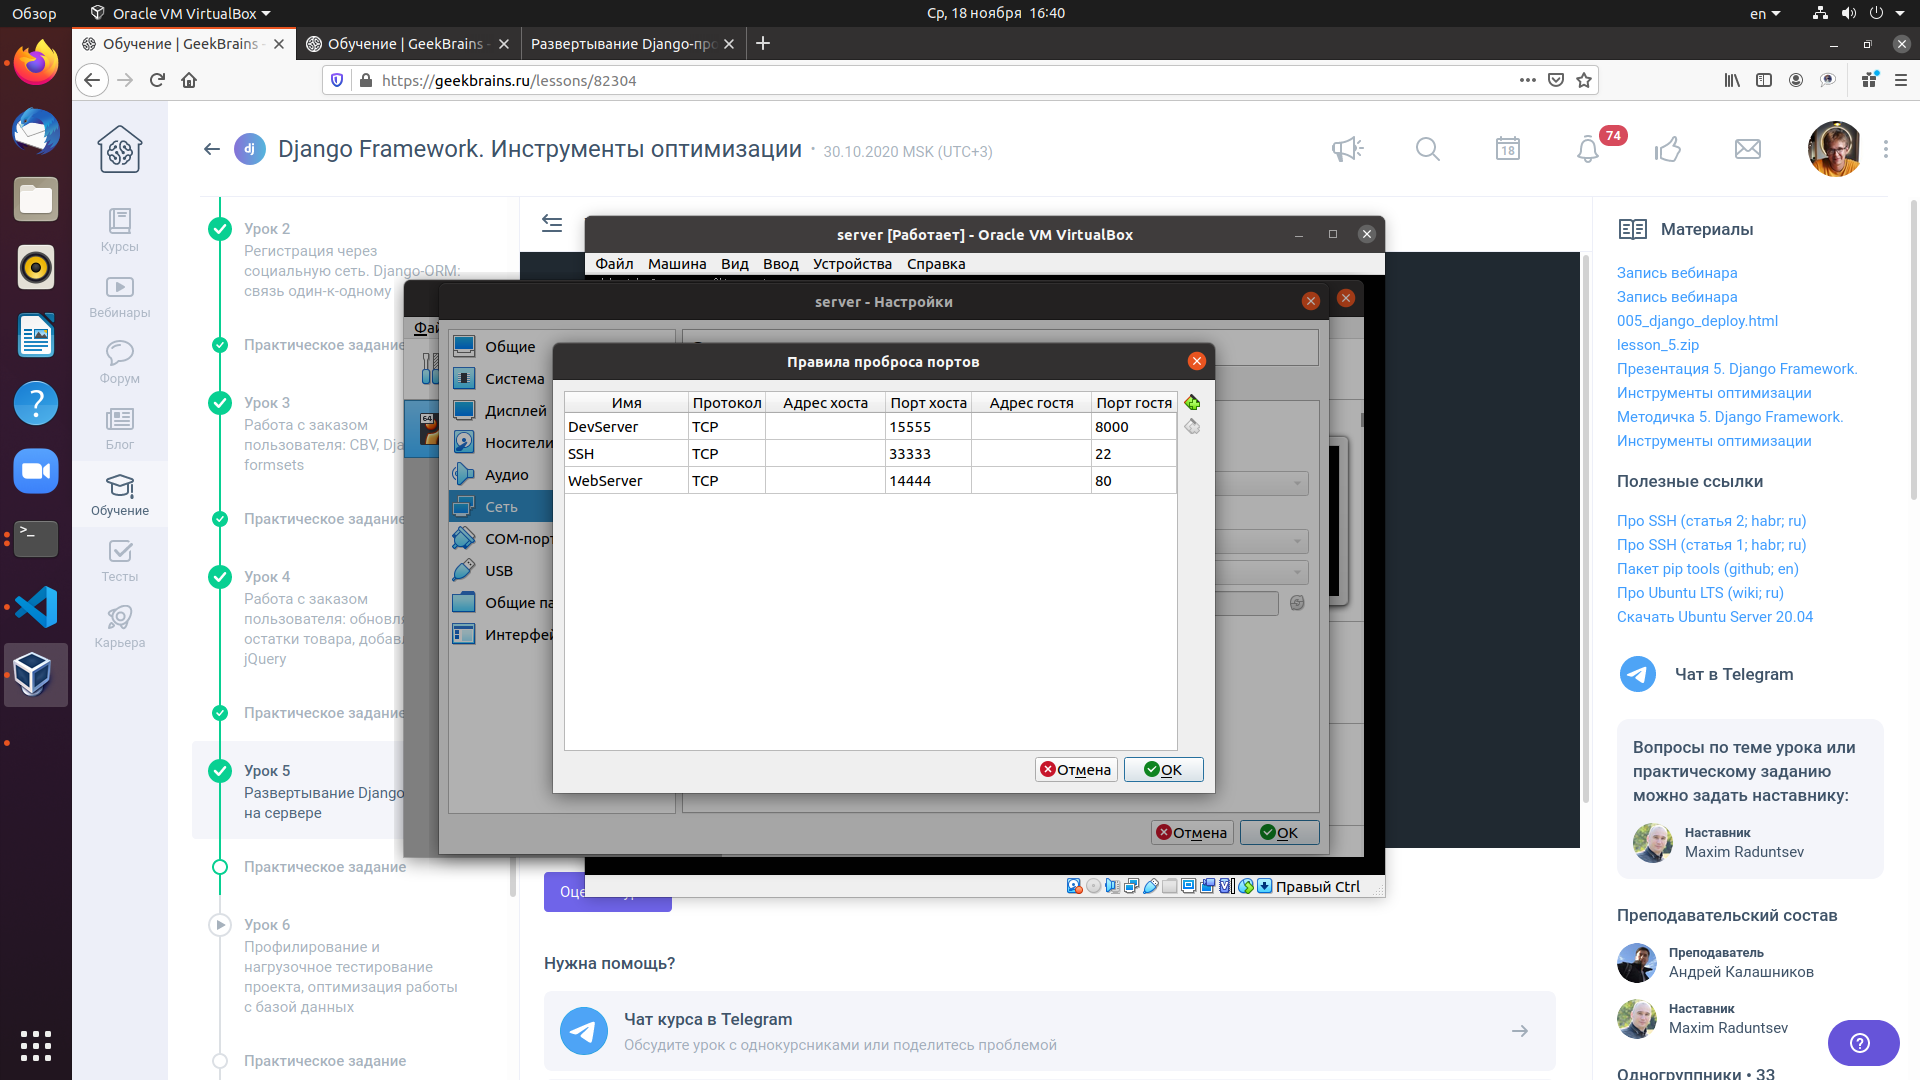 Обзор
Oracle VM VirtualBox
Ср, 18 ноября 16:40
en
Обучение | GeekBrains -
Обучение | GeekBrains -
Развертывание Django-про
https://geekbrains.ru/lessons/82304
dj
Django Framework. Инструменты оптимизации
· 30.10.2020 MSK (UTC+3)
18
74
Курсы
Вебинары
Форум
Блог
Обучение
Тесты
Карьера
Урок 2
Регистрация через
социальную сеть. Django-ORM:
связь один-к-одному
Практическое задание
Урок 3
Работа с заказом
пользователя: CBV, Dja
formsets
Практическое задание
Урок 4
Работа с заказом
пользователя: обновл
остатки товара, добав
jQuery
Практическое задание
Урок 5
Развертывание Django
на сервере
Практическое задание
Урок 6
Профилирование и
нагрузочное тестирование
проекта, оптимизация работы
с базой данных
Практическое задание
server [Работает] - Oracle VM VirtualBox
Файл Машина Вид Ввод Устройства Справка
Фай
64
server - Настройки
Общие
Система
Дисплей
Носители
Аудио
Сеть
COM-порт
USB
Общие па
Интерфей
Правила проброса портов
Имя Протокол Адрес хоста Порт хоста Адрес гостя Порт гостя
DevServer TCP 15555 8000
SSH TCP 33333 22
WebServer TCP 14444 80
Отмена OK
Отмена OK
Правый Ctrl
Нужна помощь?
Чат курса в Telegram
Обсудите урок с однокурсниками или поделитесь проблемой
Материалы
Запись вебинара
Запись вебинара
005_django_deploy.html
lesson_5.zip
Презентация 5. Django Framework.
Инструменты оптимизации
Методичка 5. Django Framework.
Инструменты оптимизации
Полезные ссылки
Про SSH (статья 2; habr; ru)
Про SSH (статья 1; habr; ru)
Пакет pip tools (github; en)
Про Ubuntu LTS (wiki; ru)
Скачать Ubuntu Server 20.04
Чат в Telegram
Вопросы по теме урока или
практическому заданию
можно задать наставнику:
Наставник
Maxim Raduntsev
Преподавательский состав
Преподаватель
Андрей Калашников
Наставник
Maxim Raduntsev
Одногруппники • 33